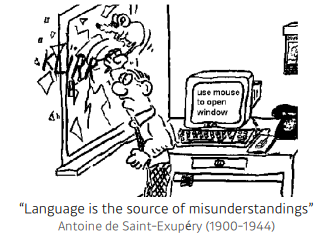 KLIRR
use mouse
to open
window
“Language is the source of misunderstandings”
Antoine de Saint-Exupéry (1900-1944)